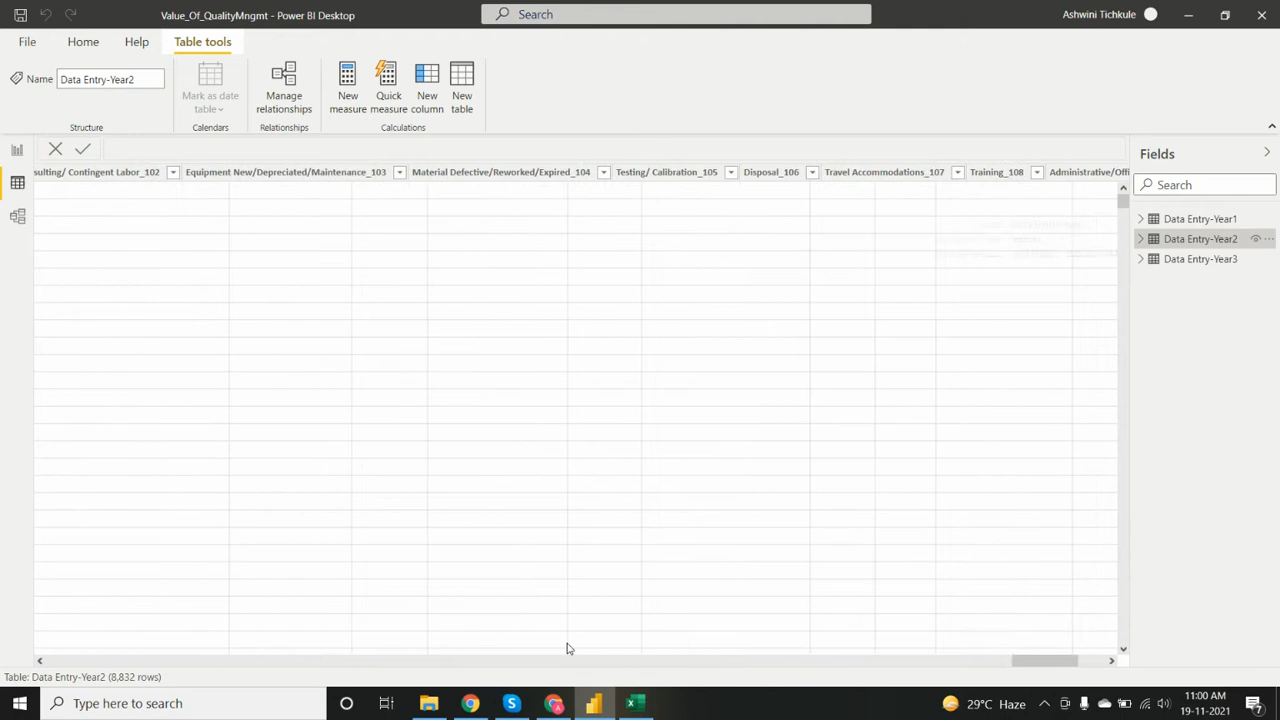 Value_Of_QualityMngmt - Power BI Desktop
Search
Ashwini Tichkule
File
Home
Help
Table tools
Name
Data Entry-Year2
Mark as date table
Manage relationships
New measure
Quick measure
New column
New table
Structure
Calendars
Relationships
Calculations
Fields
sulting/ Contingent Labor_102
Equipment New/Depreciated/Maintenance_103
Material Defective/Reworked/Expired_104
Testing/ Calibration_105
Disposal_106
Travel Accommodations_107
Training_108
Administrative/Offi
Search
Data Entry-Year1
Data Entry-Year2
Data Entry-Year3
Table: Data Entry-Year2 (8,832 rows)
Type here to search
29°C Haze
11:00 AM
19-11-2021
7